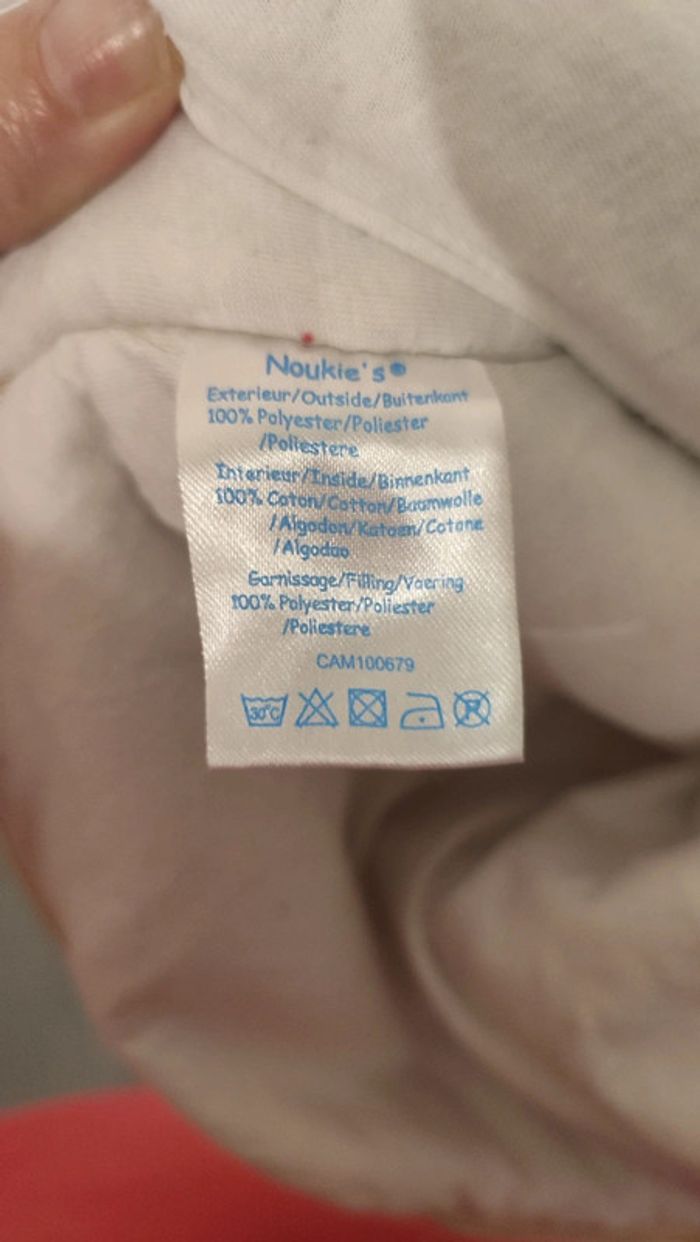 Noukie's®
Exterieur/Outside/Buitenkant
100% Polyester/Poliester
/Poliestere
Interieur/Inside/Binnenkant
100% Coton/Cotton/Baumwolle
/Algodon/Katoen/Cotone
/Algodao
Garnissage/Filling/Voering
100% Polyester/Poliester
/Poliestere
CAM100679
30°C P